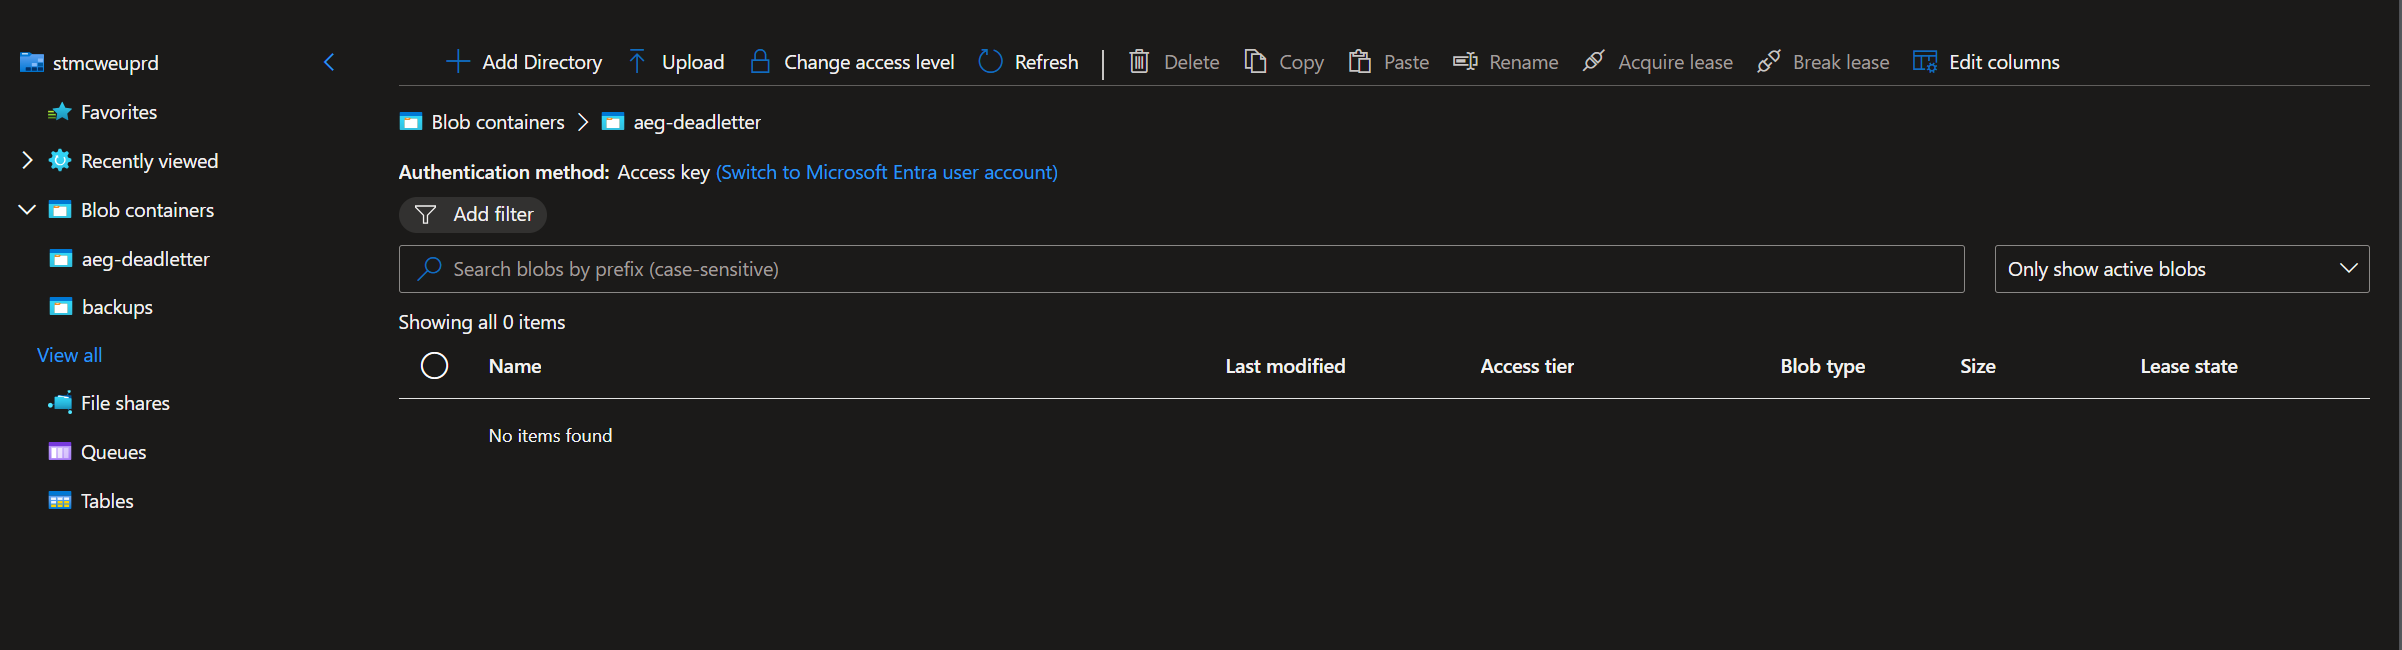 stmcweuprd
Favorites
Recently viewed
Blob containers
aeg-deadletter
backups
View all
File shares
Queues
Tables
Add Directory Upload Change access level Refresh Delete Copy Paste Rename Acquire lease Break lease Edit columns
Blob containers > aeg-deadletter
Authentication method: Access key (Switch to Microsoft Entra user account)
Add filter
Search blobs by prefix (case-sensitive) Only show active blobs
Showing all 0 items
Name Last modified Access tier Blob type Size Lease state
No items found